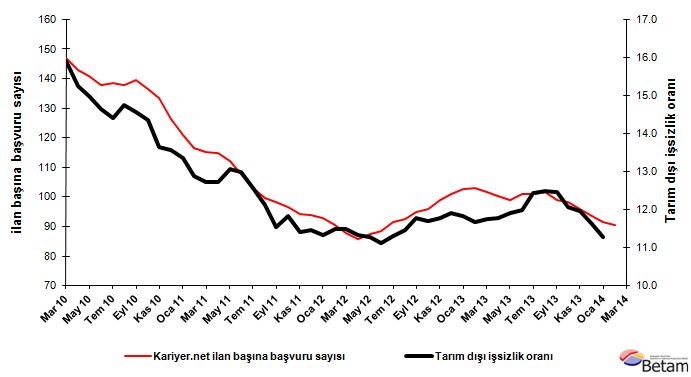 160
150
140
130
120
110
100
90
80
70
ilan başına başvuru sayısı
17.0
16.0
15.0
14.0
13.0
12.0
11.0
10.0
Tarım dışı işsizlik oranı
Mar 10
May 10
Tem 10
Eyl 10
Kas 10
Oca 11
Mar 11
May 11
Tem 11
Eyl 11
Kas 11
Oca 12
Mar 12
May 12
Tem 12
Eyl 12
Kas 12
Oca 13
Mar 13
May 13
Tem 13
Eyl 13
Kas 13
Oca 14
Mar 14
Kariyer.net ilan başına başvuru sayısı
Tarım dışı işsizlik oranı
Betam